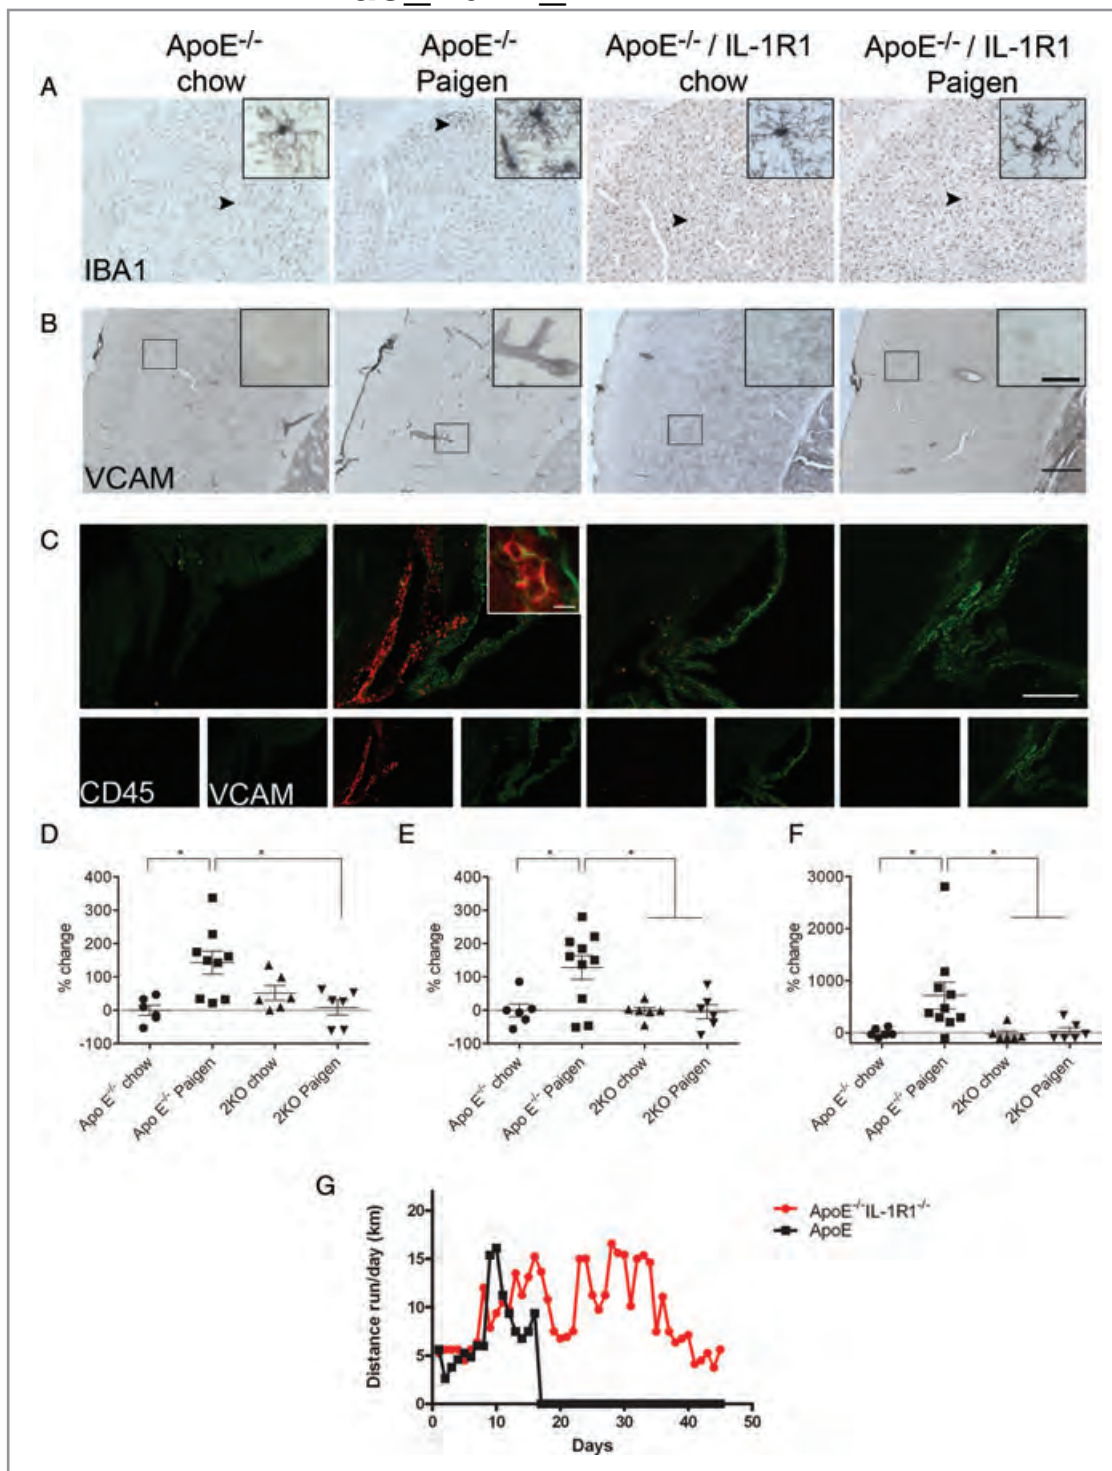 ApoE-/- ApoE-/- ApoE-/- / IL-1R1 ApoE-/- / IL-1R1
chow Paigen chow Paigen
A
IBA1
B
VCAM
C
CD45 VCAM
D E F
* * * * * *
400 400 3000
300 300
200 200 2000
100 100 1000
0 0 0
-100 -100
% change % change % change
Apo E-/- chow Apo E-/- Paigen 2KO chow 2KO Paigen
Apo E-/- chow Apo E-/- Paigen 2KO chow 2KO Paigen
Apo E-/- chow Apo E-/- Paigen 2KO chow 2KO Paigen
G
Distance run/day (km)
20
15
10
5
0
0 10 20 30 40 50
Days
ApoE-/-IL-1R1-/-
ApoE